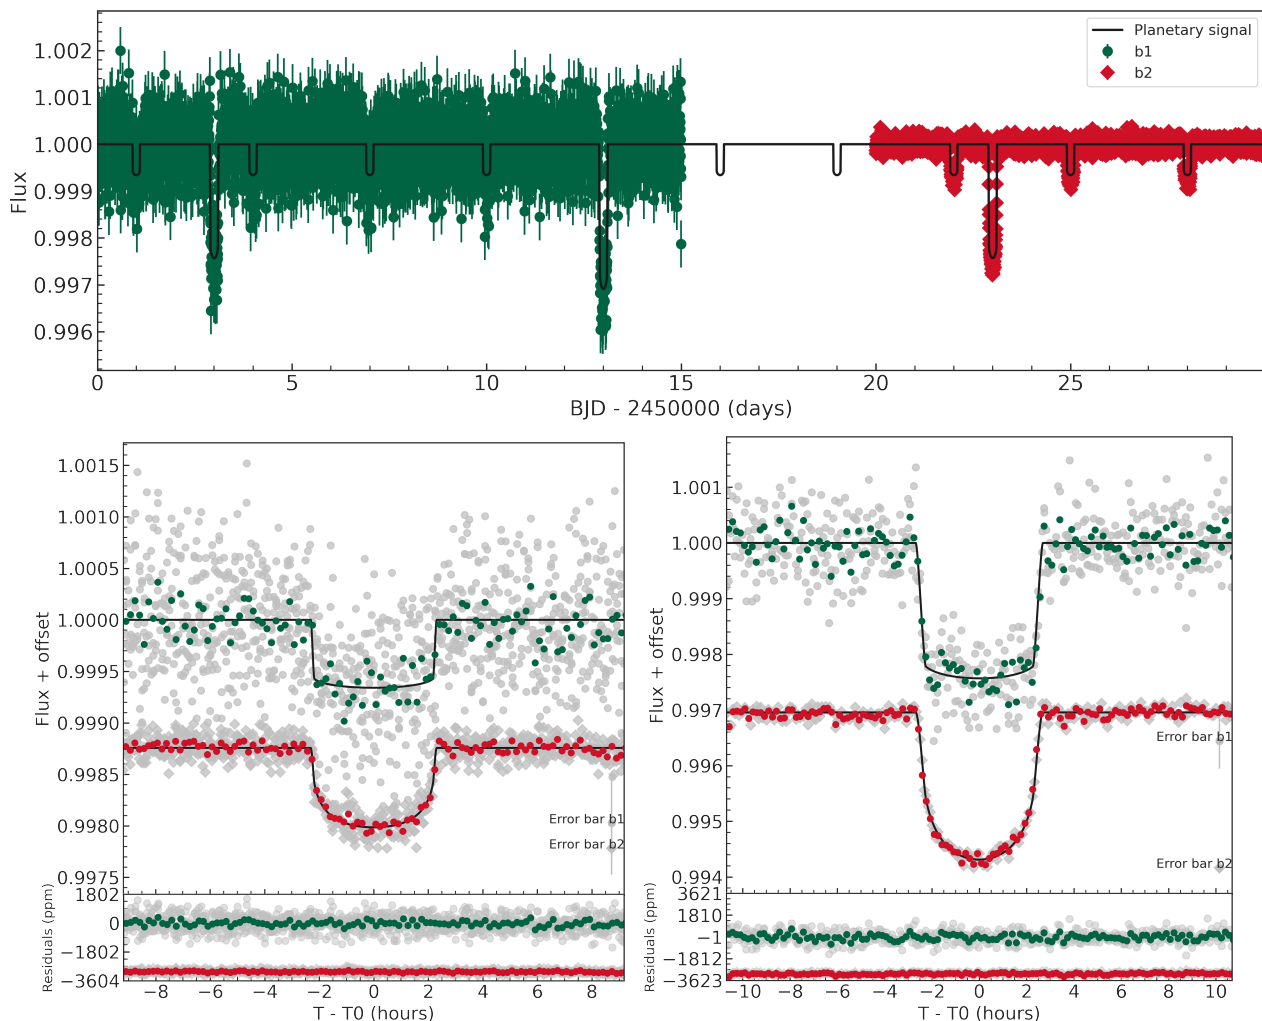 1.002
1.001
1.000
0.999
0.998
0.997
0.996
Flux
Planetary signal
b1
b2
0 5 10 15 20 25
BJD - 2450000 (days)
1.0015
1.0010
1.0005
1.0000
0.9995
0.9990
0.9985
0.9980
0.9975
Flux + offset
Error bar b1
Error bar b2
1802
0
−1802
−3604
Residuals (ppm)
−8 −6 −4 −2 0 2 4 6 8
T - T0 (hours)
1.001
1.000
0.999
0.998
0.997
0.996
0.995
0.994
Flux + offset
Error bar b1
Error bar b2
3621
1810
−1
−1812
−3623
Residuals (ppm)
−10 −8 −6 −4 −2 0 2 4 6 8 10
T - T0 (hours)